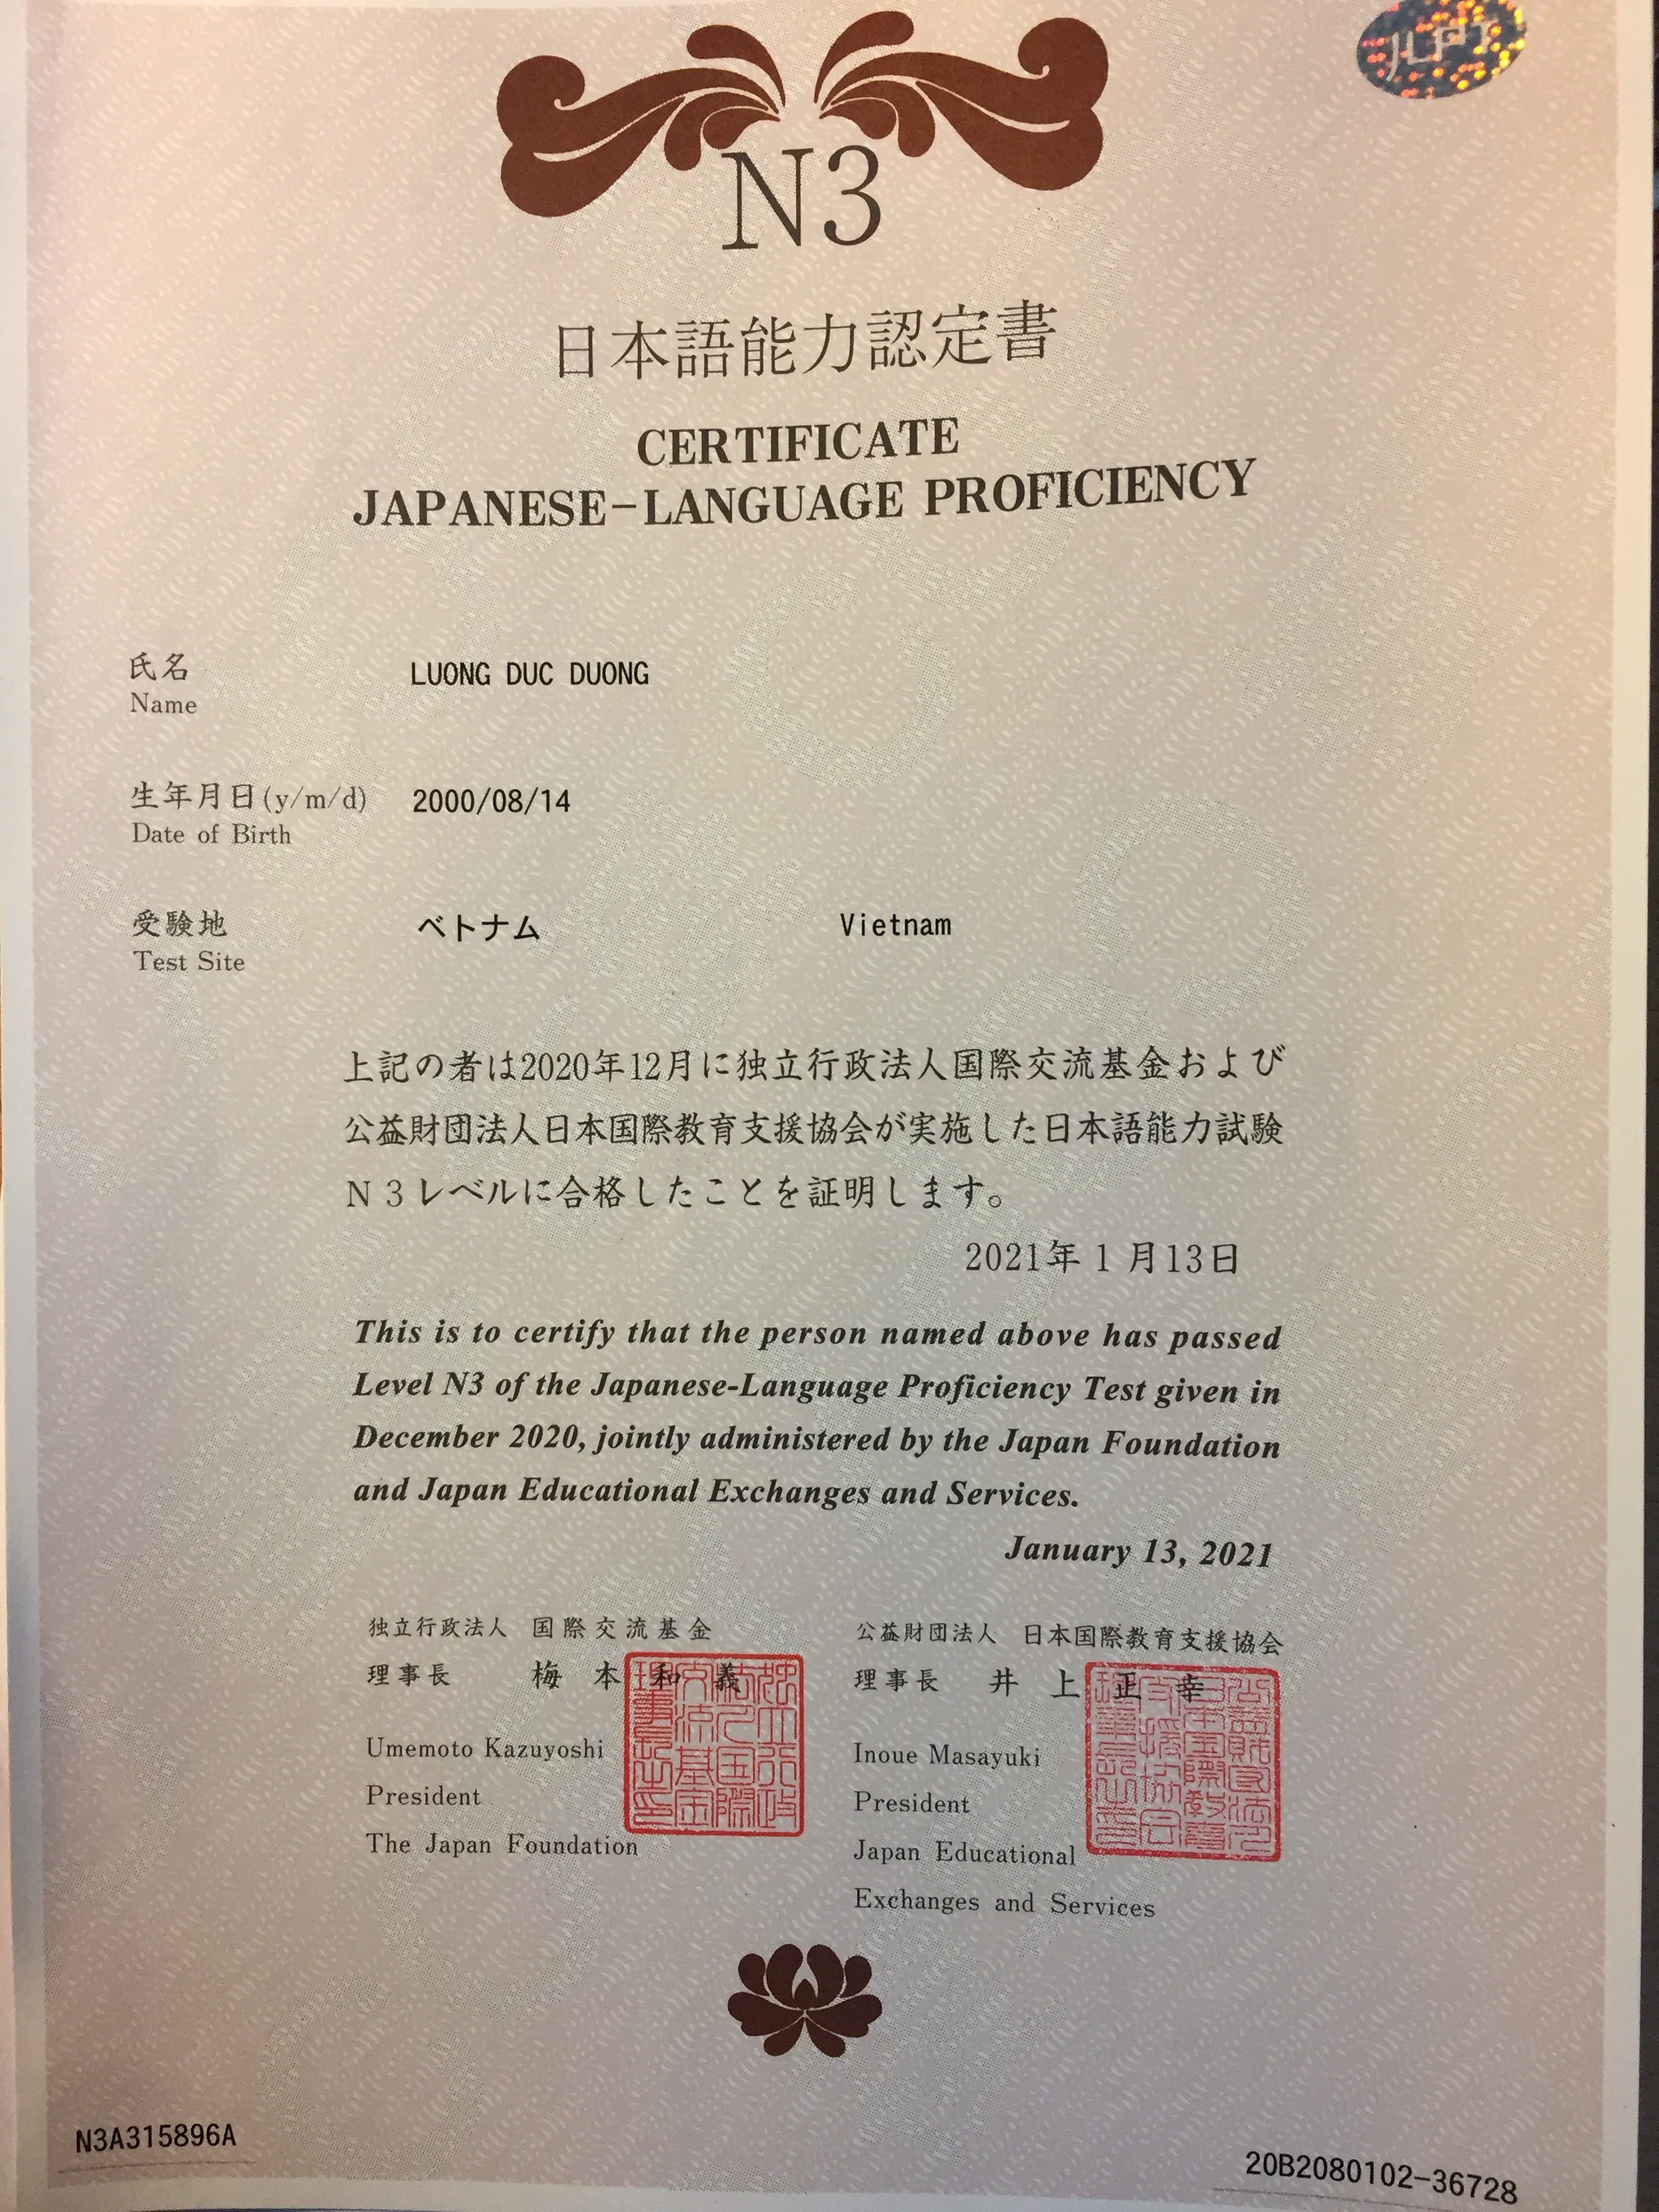 JLPT
N3
日本語能力認定書
CERTIFICATE
JAPANESE-LANGUAGE PROFICIENCY
氏名 LUONG DUC DUONG
Name
生年月日(y/m/d) 2000/08/14
Date of Birth
受験地 ベトナム Vietnam
Test Site
上記の者は2020年12月に独立行政法人国際交流基金および
公益財団法人日本国際教育支援協会が実施した日本語能力試験
N3レベルに合格したことを証明します。
2021年1月13日
This is to certify that the person named above has passed
Level N3 of the Japanese-Language Proficiency Test given in
December 2020, jointly administered by the Japan Foundation
and Japan Educational Exchanges and Services.
January 13, 2021
独立行政法人 国際交流基金
理事長 梅本和義
Umemoto Kazuyoshi
President
The Japan Foundation
公益財団法人 日本国際教育支援協会
理事長 井上正幸
Inoue Masayuki
President
Japan Educational
Exchanges and Services
N3A315896A
20B2080102-36728